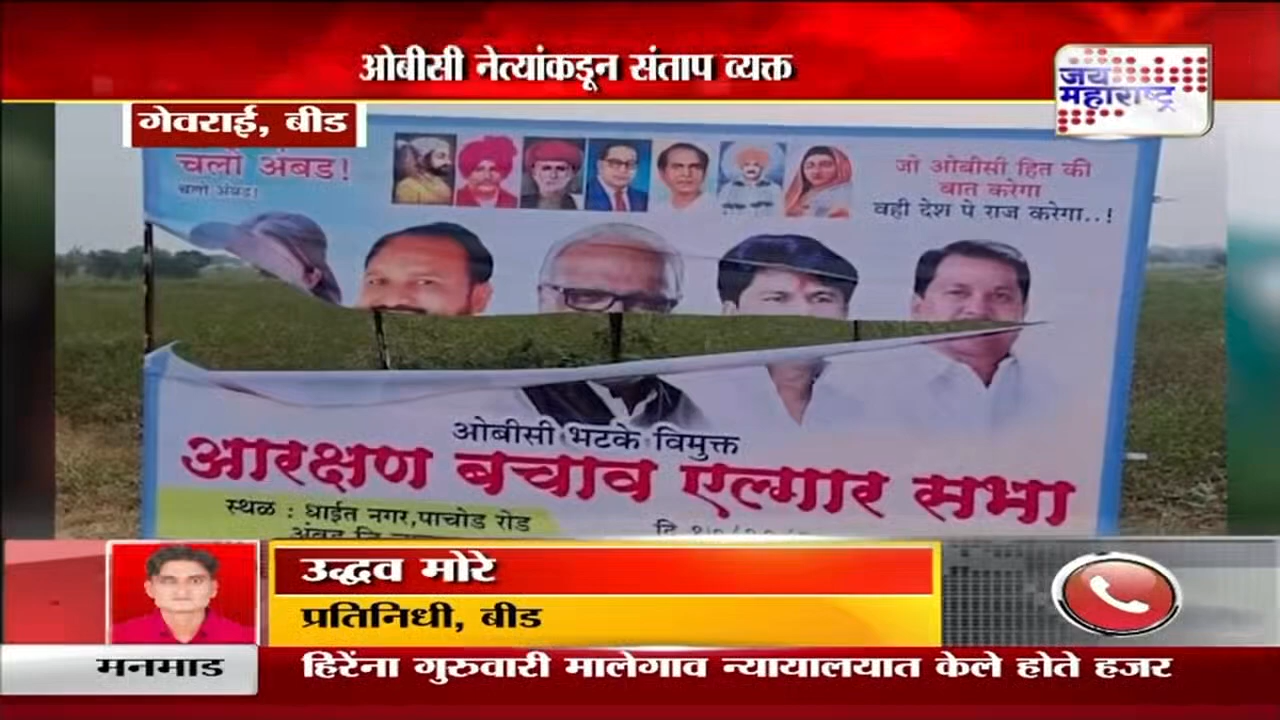 ओबीसी नेत्यांकडून संताप व्यक्त
जय
महाराष्ट्र
गेवराई, बीड
चलो अंबड!
चलो अंबड!
जो ओबीसी हित की
बात करेगा
वही देश पे राज करेगा..!
ओबीसी भटके विमुक्त
आरक्षण बचाव एल्गार सभा
स्थळ : धाईत नगर,पाचोड रोड
उद्धव मोरे
प्रतिनिधी, बीड
मनमाड
हिरेंना गुरुवारी मालेगाव न्यायालयात केले होते हजर